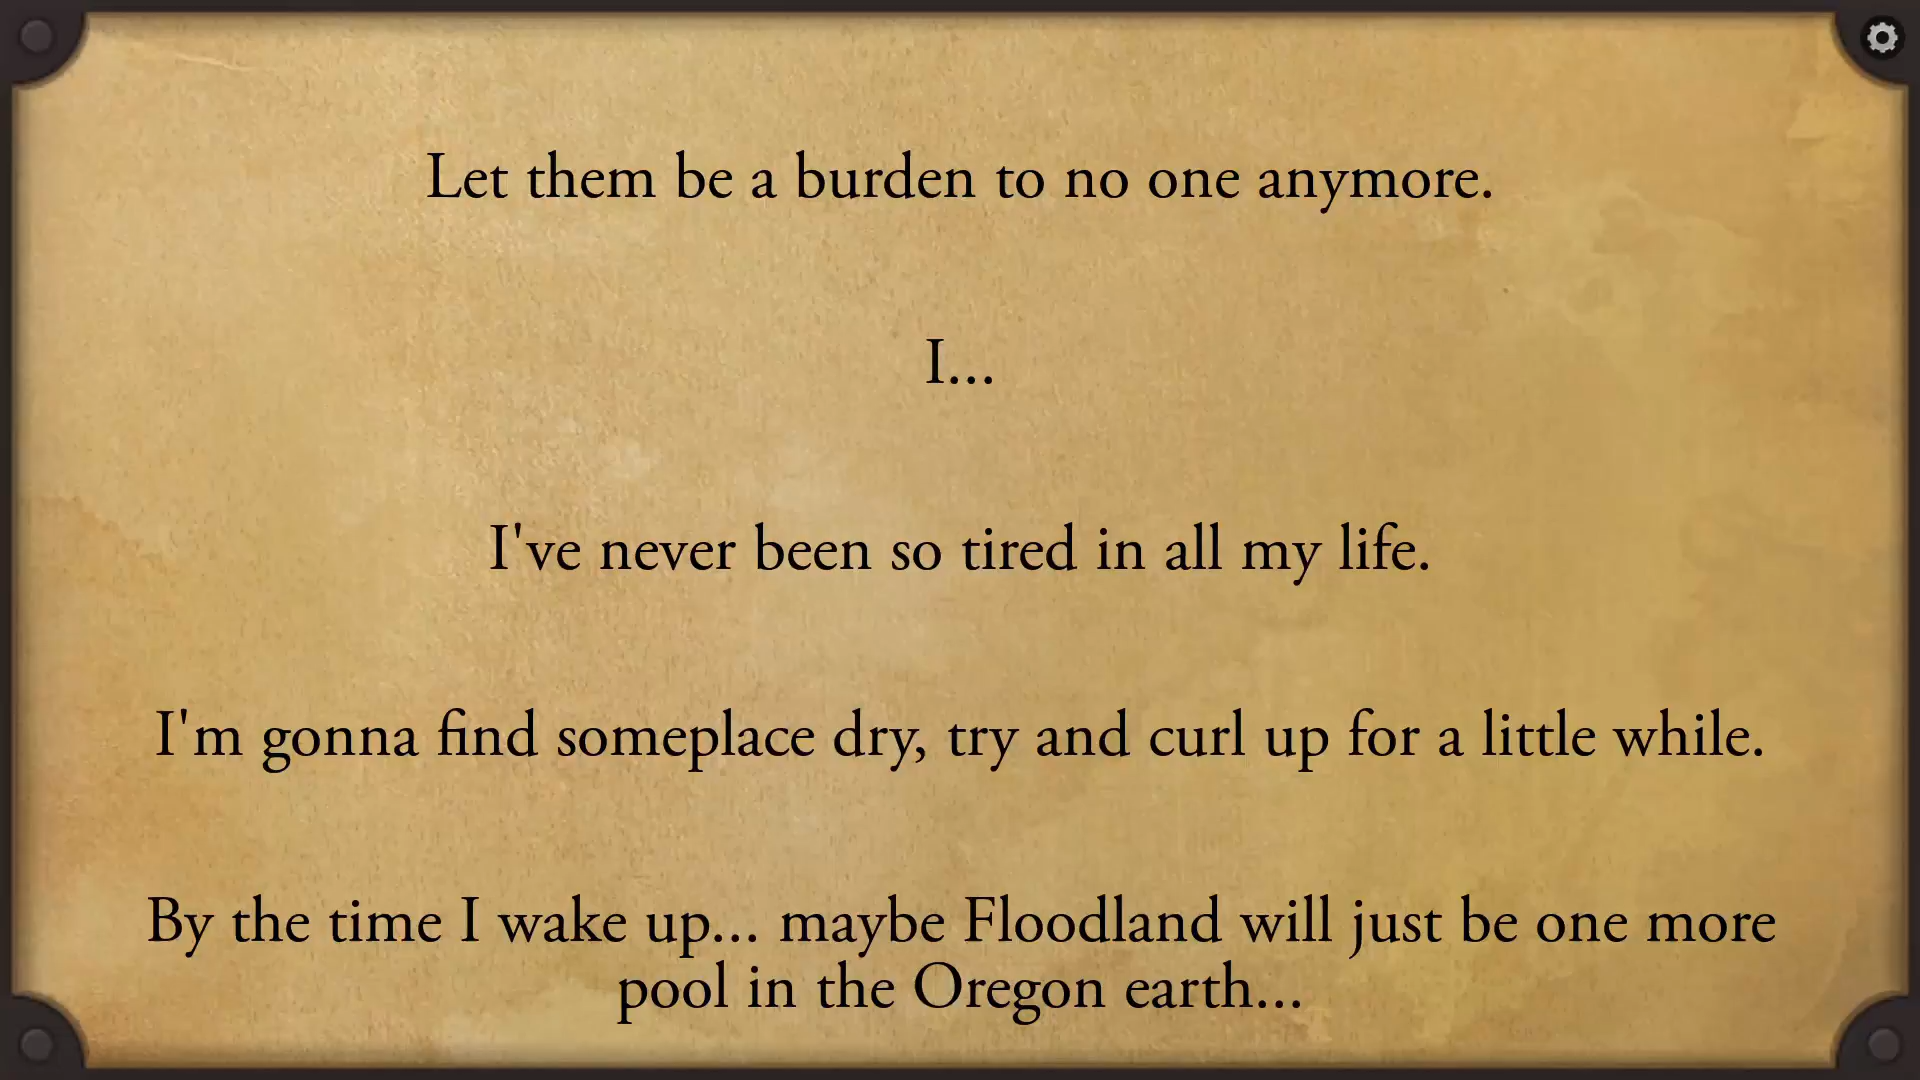 Let them be a burden to no one anymore.
I...
I've never been so tired in all my life.
I'm gonna find someplace dry, try and curl up for a little while.
By the time I wake up... maybe Floodland will just be one more
pool in the Oregon earth...